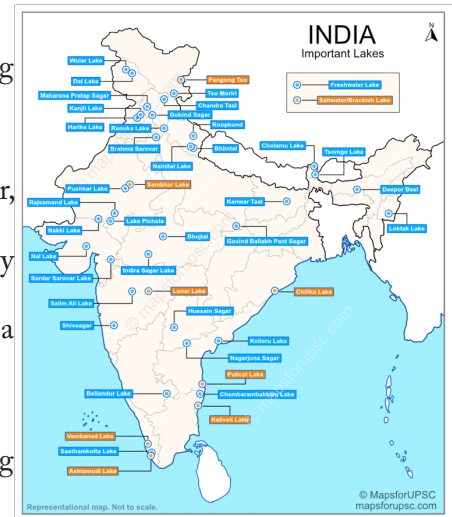 g
r,
y
a
g
INDIA
Important Lakes
N
Freshwater Lake
Saltwater/Brackish Lake
Wular Lake
Dal Lake
Pangong Tso
Tso Moriri
Maharana Pratap Sagar
Chandra Taal
Kanjli Lake
Gobind Sagar
Harike Lake
Roopkund
Renuka Lake
Brahma Sarovar
Bhimtal
Cholamu Lake
Tsomgo Lake
Nainital Lake
Pushkar Lake
Sambhar Lake
Kanwar Taal
Deepor Beel
Rajsamand Lake
Lake Pichola
Loktak Lake
Nakki Lake
Bhojtal
Govind Ballabh Pant Sagar
Nal Lake
Indira Sagar Lake
Sardar Sarovar Lake
Lonar Lake
Chilika Lake
Salim Ali Lake
Hussain Sagar
Shivsagar
Kolleru Lake
Nagarjuna Sagar
Pulicat Lake
Bellandur Lake
Chembarambakkam Lake
Kaliveli Lake
Vembanad Lake
Sasthamkotta Lake
Ashtamudi Lake
© mapsforupsc.com
Representational map. Not to scale.
© MapsforUPSC
mapsforupsc.com